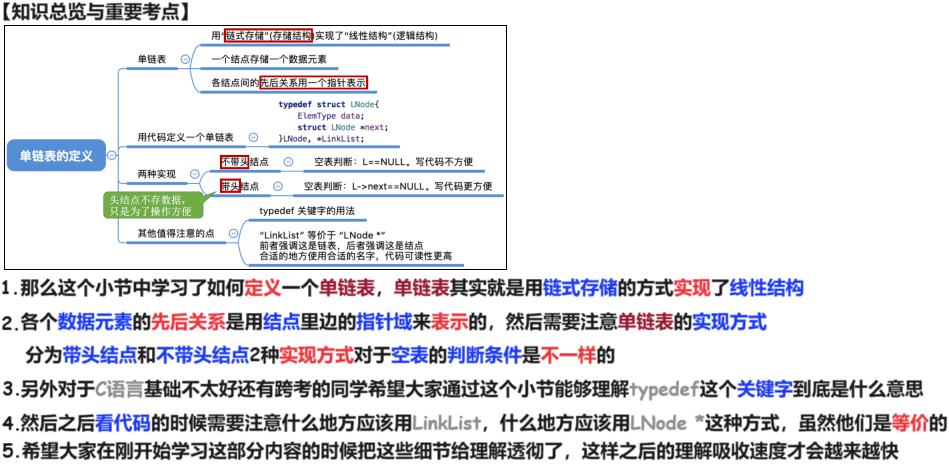 【知识总览与重要考点】
用“链式存储”(存储结构)实现了“线性结构”(逻辑结构)
单链表
一个结点存储一个数据元素
各结点间的先后关系用一个指针表示
typedef struct LNode{
ElemType data;
struct LNode *next;
}LNode, *LinkList;
用代码定义一个单链表
单链表的定义
不带头结点
空表判断：L==NULL。写代码不方便
两种实现
带头结点
空表判断：L->next==NULL。写代码更方便
头结点不存数据，
只是为了操作方便
typedef 关键字的用法
其他值得注意的点
“LinkList” 等价于 “LNode *”
前者强调这是链表，后者强调这是结点
合适的地方使用合适的名字，代码可读性更高
1.那么这个小节中学习了如何定义一个单链表，单链表其实就是用链式存储的方式实现了线性结构
2.各个数据元素的先后关系是用结点里边的指针域来表示的，然后需要注意单链表的实现方式
分为带头结点和不带头结点2种实现方式对于空表的判断条件是不一样的
3.另外对于C语言基础不太好还有跨考的同学希望大家通过这个小节能够理解typedef这个关键字到底是什么意思
4.然后之后看代码的时候需要注意什么地方应该用LinkList，什么地方应该用LNode *这种方式，虽然他们是等价的
5.希望大家在刚开始学习这部分内容的时候把这些细节给理解透彻了，这样之后的理解吸收速度才会越来越快